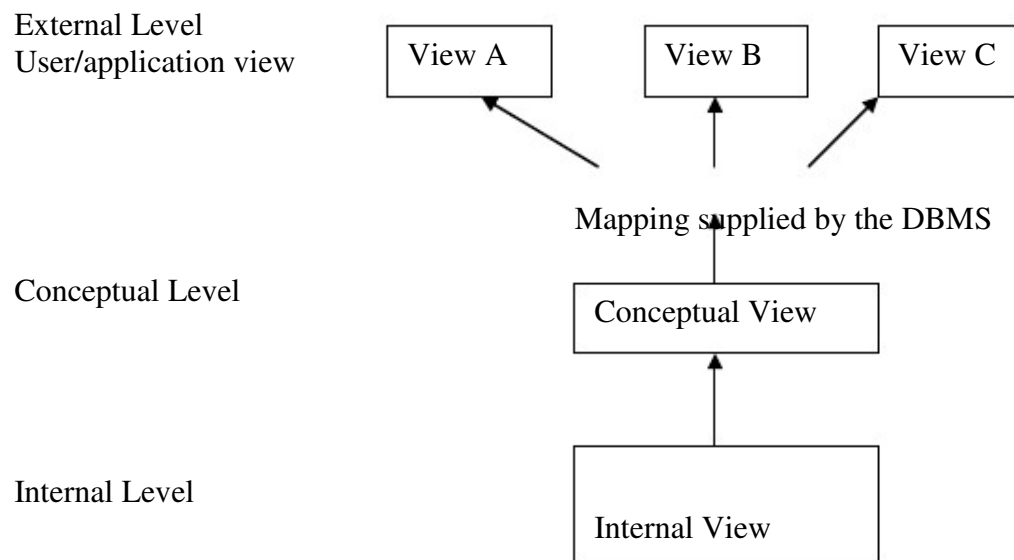 External Level
User/application view
View A
View B
View C
Mapping supplied by the DBMS
Conceptual Level
Conceptual View
Internal Level
Internal View